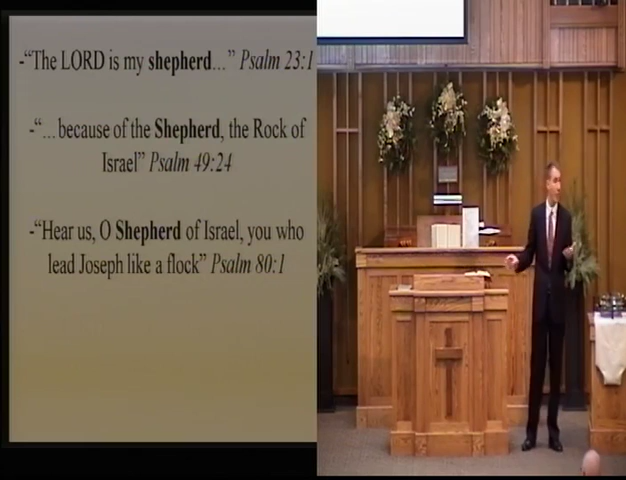 -“The LORD is my shepherd...” Psalm 23:1
-“... because of the Shepherd, the Rock of
Israel” Psalm 49:24
-“Hear us, O Shepherd of Israel, you who
lead Joseph like a flock” Psalm 80:1